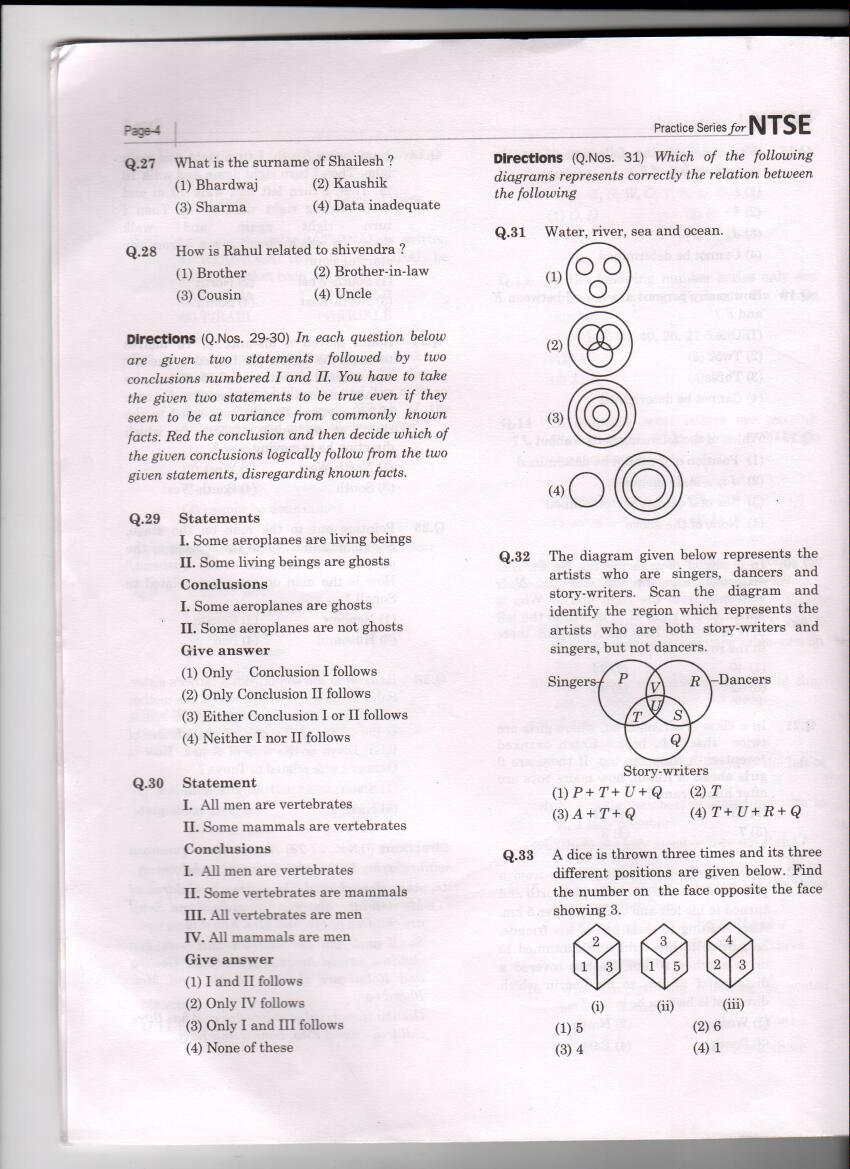 Page-4
Practice Series for NTSE
Q.27 What is the surname of Shailesh ?
(1) Bhardwaj (2) Kaushik
(3) Sharma (4) Data inadequate
Q.28 How is Rahul related to shivendra ?
(1) Brother (2) Brother-in-law
(3) Cousin (4) Uncle
Directions (Q.Nos. 29-30) In each question below
are given two statements followed by two
conclusions numbered I and II. You have to take
the given two statements to be true even if they
seem to be at variance from commonly known
facts. Red the conclusion and then decide which of
the given conclusions logically follow from the two
given statements, disregarding known facts.
Q.29 Statements
I. Some aeroplanes are living beings
II. Some living beings are ghosts
Conclusions
I. Some aeroplanes are ghosts
II. Some aeroplanes are not ghosts
Give answer
(1) Only Conclusion I follows
(2) Only Conclusion II follows
(3) Either Conclusion I or II follows
(4) Neither I nor II follows
Q.30 Statement
I. All men are vertebrates
II. Some mammals are vertebrates
Conclusions
I. All men are vertebrates
II. Some vertebrates are mammals
III. All vertebrates are men
IV. All mammals are men
Give answer
(1) I and II follows
(2) Only IV follows
(3) Only I and III follows
(4) None of these
Directions (Q.Nos. 31) Which of the following
diagrams represents correctly the relation between
the following
Q.31 Water, river, sea and ocean.
(1)
(2)
(3)
(4)
Q.32 The diagram given below represents the
artists who are singers, dancers and
story-writers. Scan the diagram and
identify the region which represents the
artists who are both story-writers and
singers, but not dancers.
Singers P V R Dancers
U
T S
Q
Story-writers
(1) P + T + U + Q (2) T
(3) A + T + Q (4) T + U + R + Q
Q.33 A dice is thrown three times and its three
different positions are given below. Find
the number on the face opposite the face
showing 3.
2 3 4
1 3 1 5 2 3
(i) (ii) (iii)
(1) 5 (2) 6
(3) 4 (4) 1